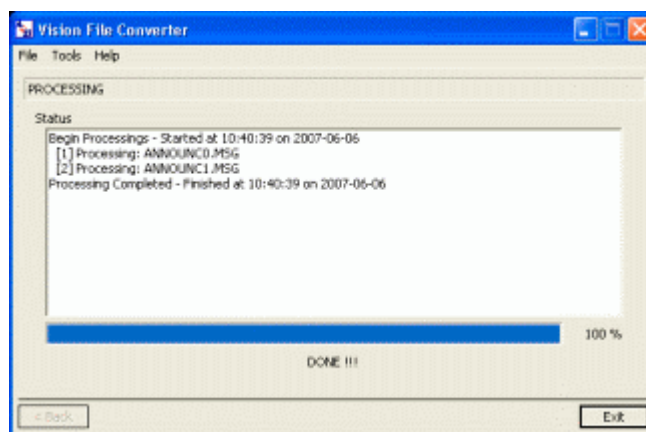 Vision File Converter
File Tools Help
PROCESSING
Status
Begin Processings - Started at 10:40:39 on 2007-06-06
[1] Processing: ANNOUNC0.MSG
[2] Processing: ANNOUNC1.MSG
Processing Completed - Finished at 10:40:39 on 2007-06-06
100 %
DONE !!!
< Back
Exit